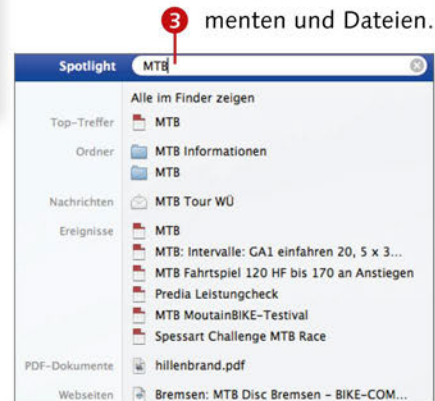 3 menten und Dateien.
Spotlight MTB
Alle im Finder zeigen
Top-Treffer MTB
Ordner MTB Informationen
MTB
Nachrichten MTB Tour WÜ
Ereignisse MTB
MTB: Intervalle: GA1 einfahren 20, 5 x 3...
MTB Fahrtspiel 120 HF bis 170 an Anstiegen
Predia Leistungcheck
MTB MoutainBIKE-Testival
Spessart Challenge MTB Race
PDF-Dokumente hillenbrand.pdf
Webseiten Bremsen: MTB Disc Bremsen – BIKE-COM...